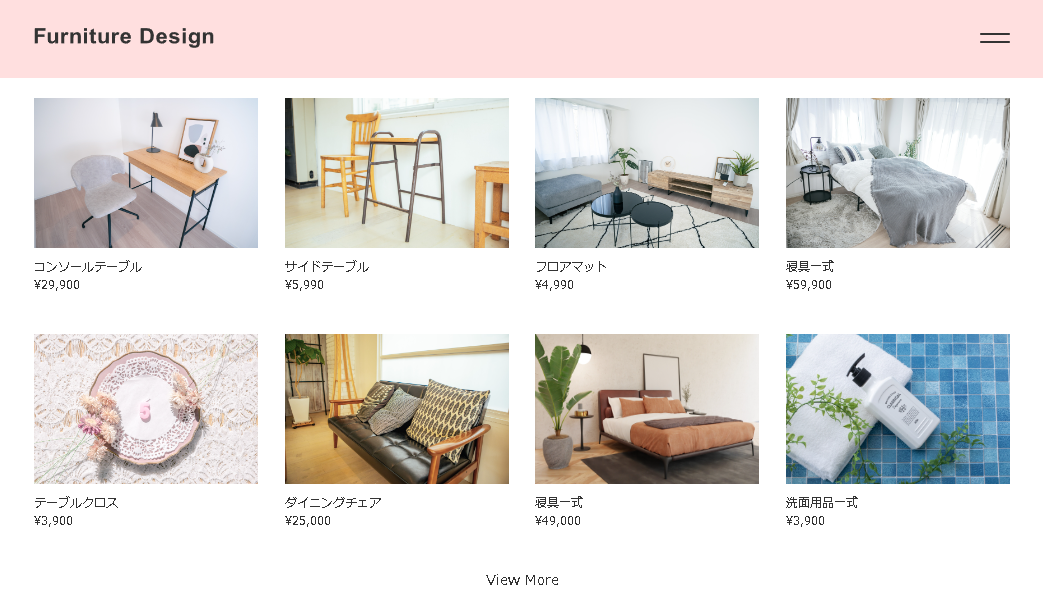 Furniture Design
コンソールテーブル
¥29,900
サイドテーブル
¥5,990
フロアマット
¥4,990
寝具一式
¥59,900
テーブルクロス
¥3,900
ダイニングチェア
¥25,000
寝具一式
¥49,000
洗面用品一式
¥3,900
View More